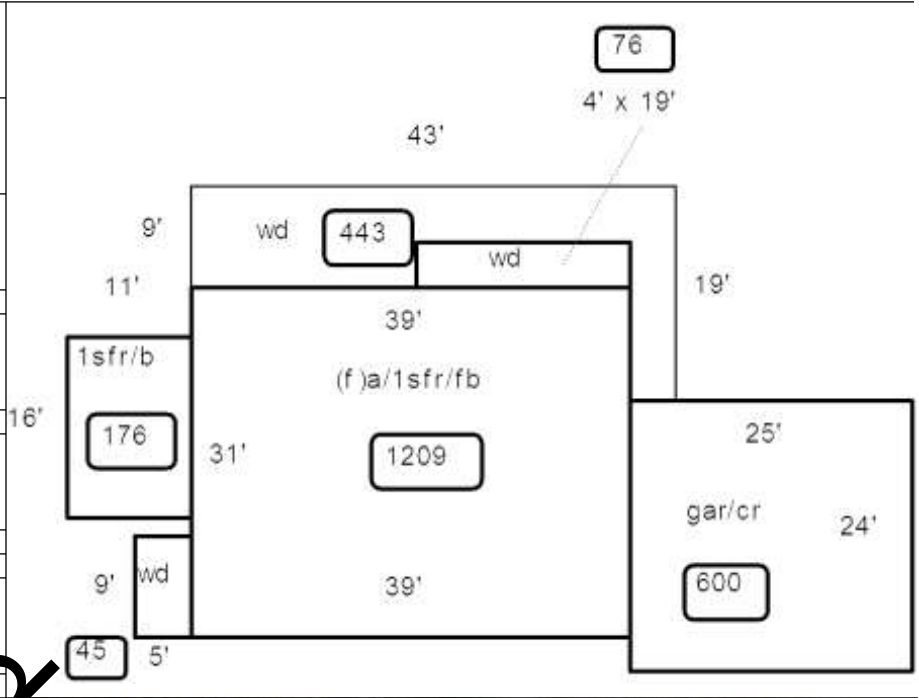 76
4' x 19'
43'
9'
wd
443
wd
11'
19'
39'
1sfr/b
(f)a/1sfr/fb
16'
176
31'
1209
25'
gar/cr
24'
9'
wd
39'
600
45
5'